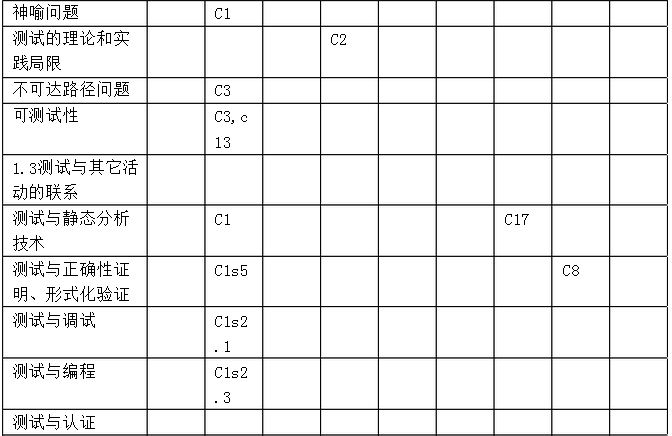 神喻问题 C1
测试的理论和实 C2
践局限
不可达路径问题 C3
可测试性 C3,c
13
1.3测试与其它活
动的联系
测试与静态分析 C1 C17
技术
测试与正确性证 C1s5 C8
明、形式化验证
测试与调试 C1s2
.1
测试与编程 C1s2
.3
测试与认证